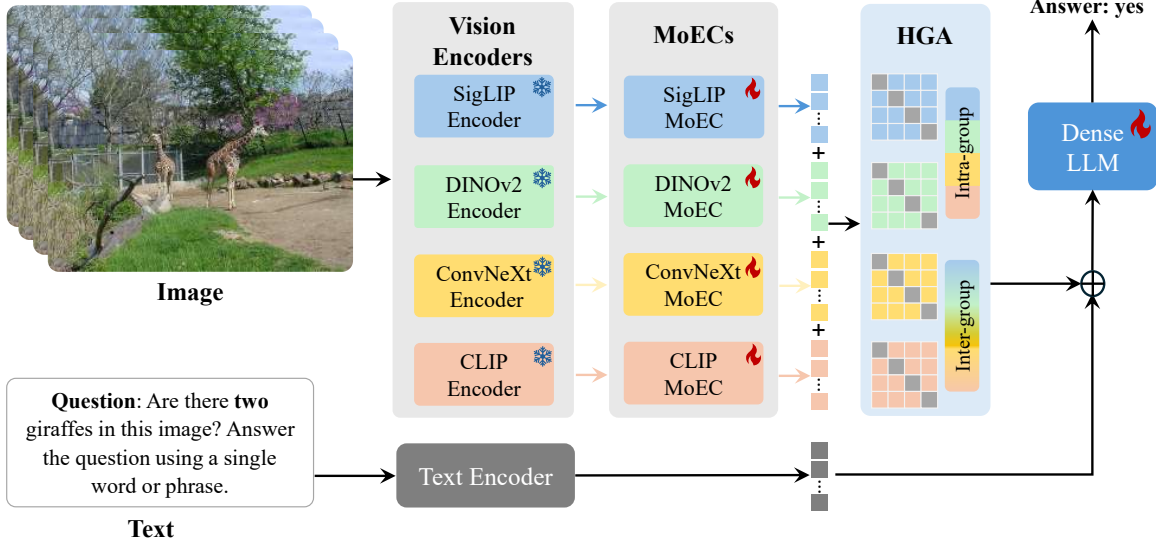 Answer: yes
Vision
Encoders
MoECs
HGA
SigLIP
Encoder
SigLIP
MoEC
Dense
LLM
Intra-group
DINOv2
Encoder
DINOv2
MoEC
ConvNeXt
Encoder
ConvNeXt
MoEC
Inter-group
Image
CLIP
Encoder
CLIP
MoEC
Question: Are there two
giraffes in this image? Answer
the question using a single
word or phrase.
Text Encoder
Text